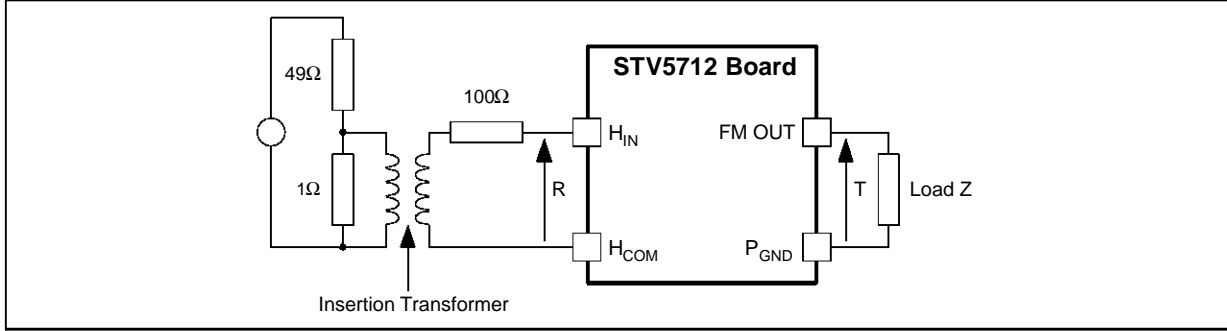 STV5712 Board
49Ω
100Ω
H_IN
FM OUT
1Ω
R
T
Load Z
H_COM
P_GND
Insertion Transformer